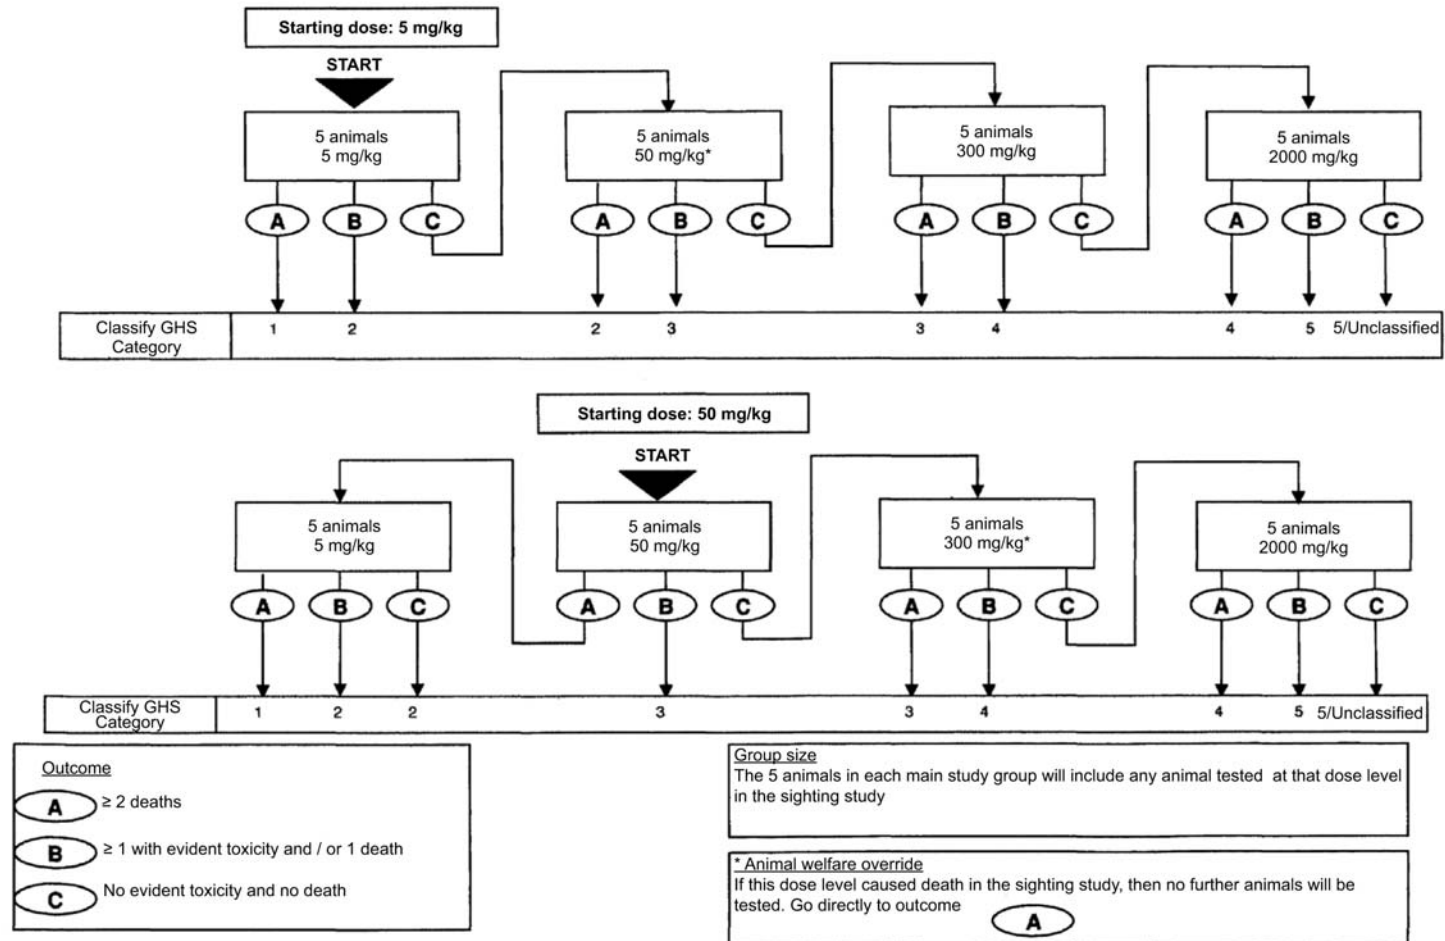 Starting dose: 5 mg/kg
START
5 animals
5 mg/kg
5 animals
50 mg/kg*
5 animals
300 mg/kg
5 animals
2000 mg/kg
A B C A B C A B C A B C
Classify GHS
Category
1 2 2 3 3 4 4 5 5/Unclassified
Starting dose: 50 mg/kg
START
5 animals
5 mg/kg
5 animals
50 mg/kg
5 animals
300 mg/kg*
5 animals
2000 mg/kg
A B C A B C A B C A B C
Classify GHS
Category
1 2 2 3 3 4 4 5 5/Unclassified
Outcome
A ≥ 2 deaths
B ≥ 1 with evident toxicity and / or 1 death
C No evident toxicity and no death
Group size
The 5 animals in each main study group will include any animal tested at that dose level
in the sighting study
* Animal welfare override
If this dose level caused death in the sighting study, then no further animals will be
tested. Go directly to outcome
A